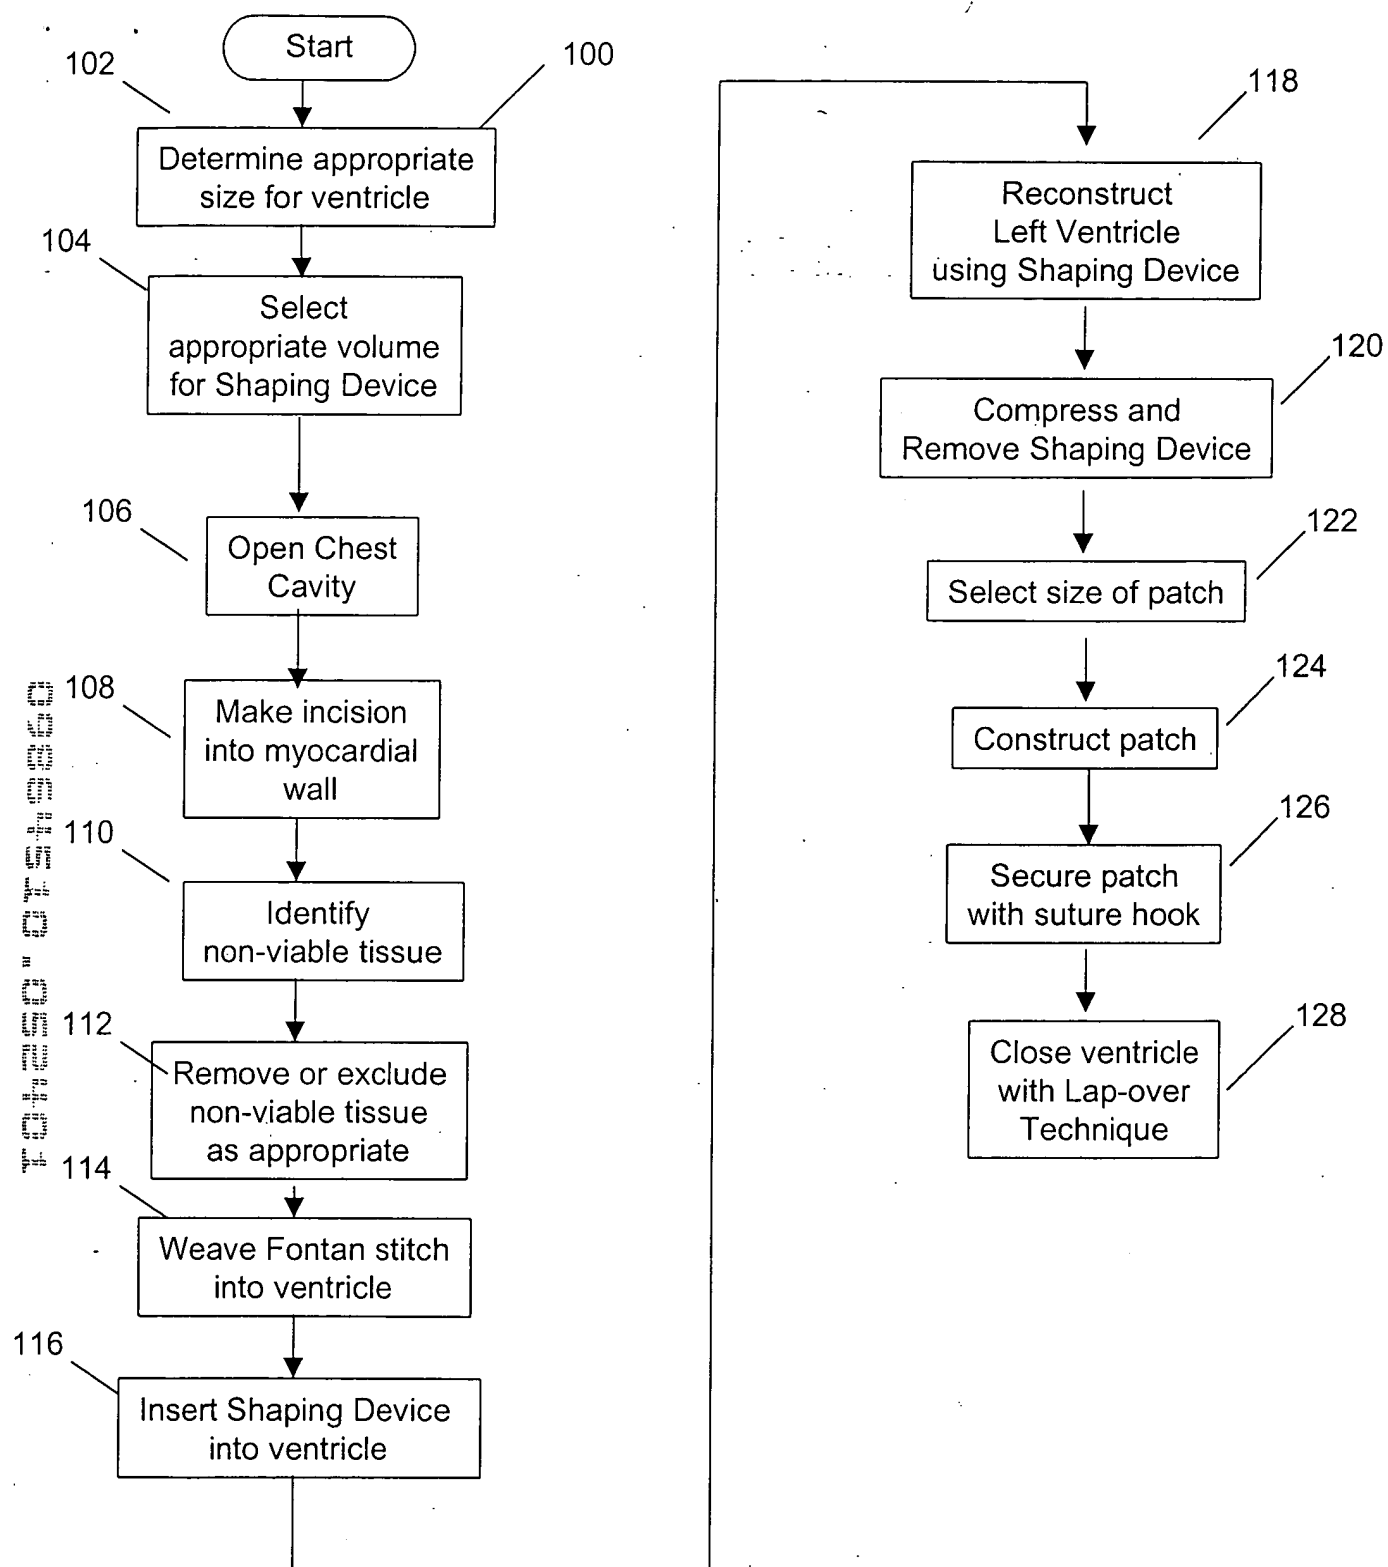 Start
100
102
Determine appropriate
size for ventricle
104
Select
appropriate volume
for Shaping Device
106
Open Chest
Cavity
108
Make incision
into myocardial
wall
110
Identify
non-viable tissue
112
Remove or exclude
non-viable tissue
as appropriate
114
Weave Fontan stitch
into ventricle
116
Insert Shaping Device
into ventricle
118
Reconstruct
Left Ventricle
using Shaping Device
120
Compress and
Remove Shaping Device
122
Select size of patch
124
Construct patch
126
Secure patch
with suture hook
128
Close ventricle
with Lap-over
Technique